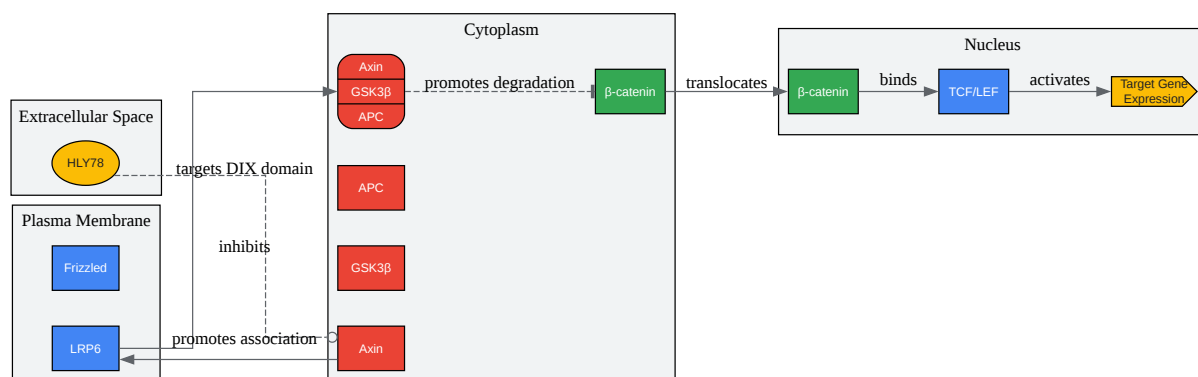 Cytoplasm
Nucleus
Extracellular Space
HLY78
Plasma Membrane
Frizzled
LRP6
targets DIX domain
inhibits
promotes association
Axin
GSK3β
APC
promotes degradation
β-catenin
APC
GSK3β
Axin
translocates
β-catenin
binds
TCF/LEF
activates
Target Gene
Expression